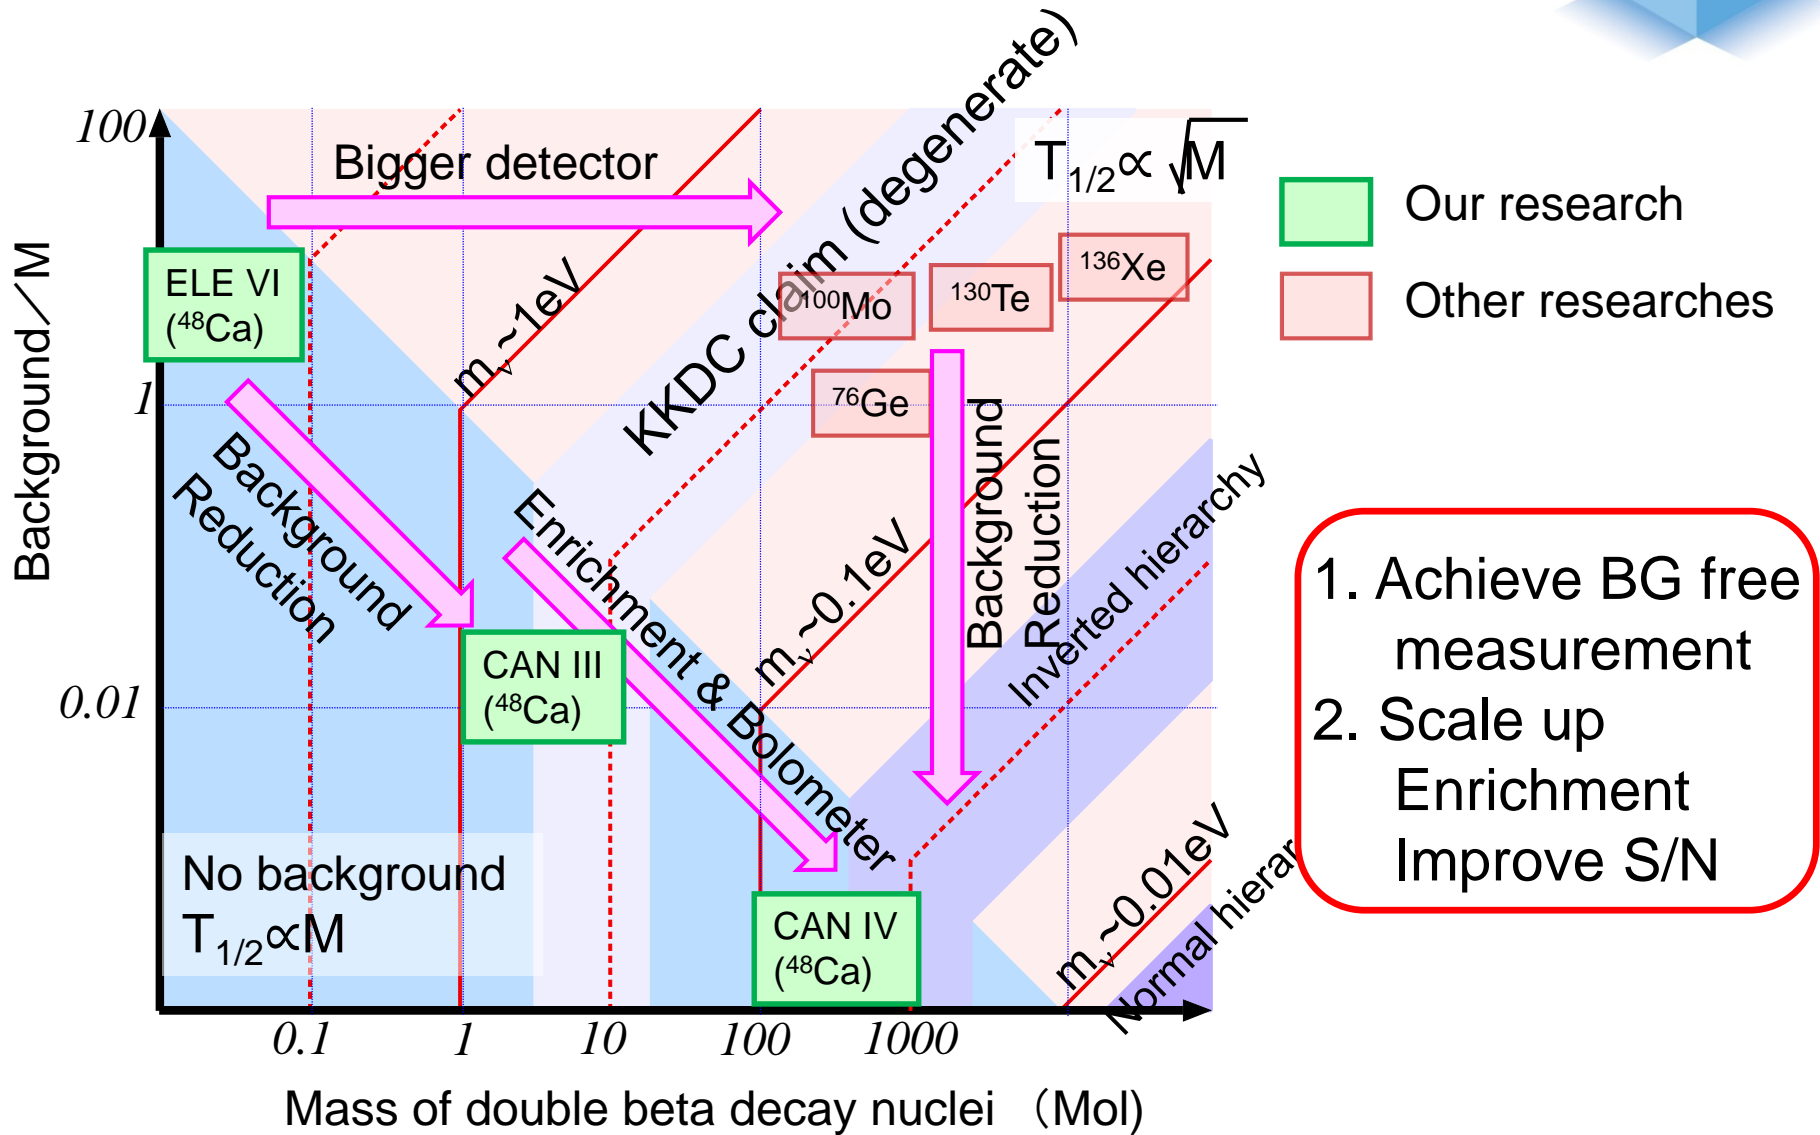 100
Bigger detector
KKDC claim (degenerate)
T1/2∝ √M
Our research
Other researches
ELE VI
(48Ca)
100Mo
130Te
136Xe
76Ge
mν~1eV
Background/M
1
Background
Reduction
Enrichment & Bolometer
Background
Reduction
mν~0.1eV
Inverted hierarchy
CAN III
(48Ca)
0.01
No background
T1/2∝M
CAN IV
(48Ca)
mν~0.01eV
Normal hierar
1. Achieve BG free
measurement
2. Scale up
Enrichment
Improve S/N
0.1
1
10
100
1000
Mass of double beta decay nuclei (Mol)